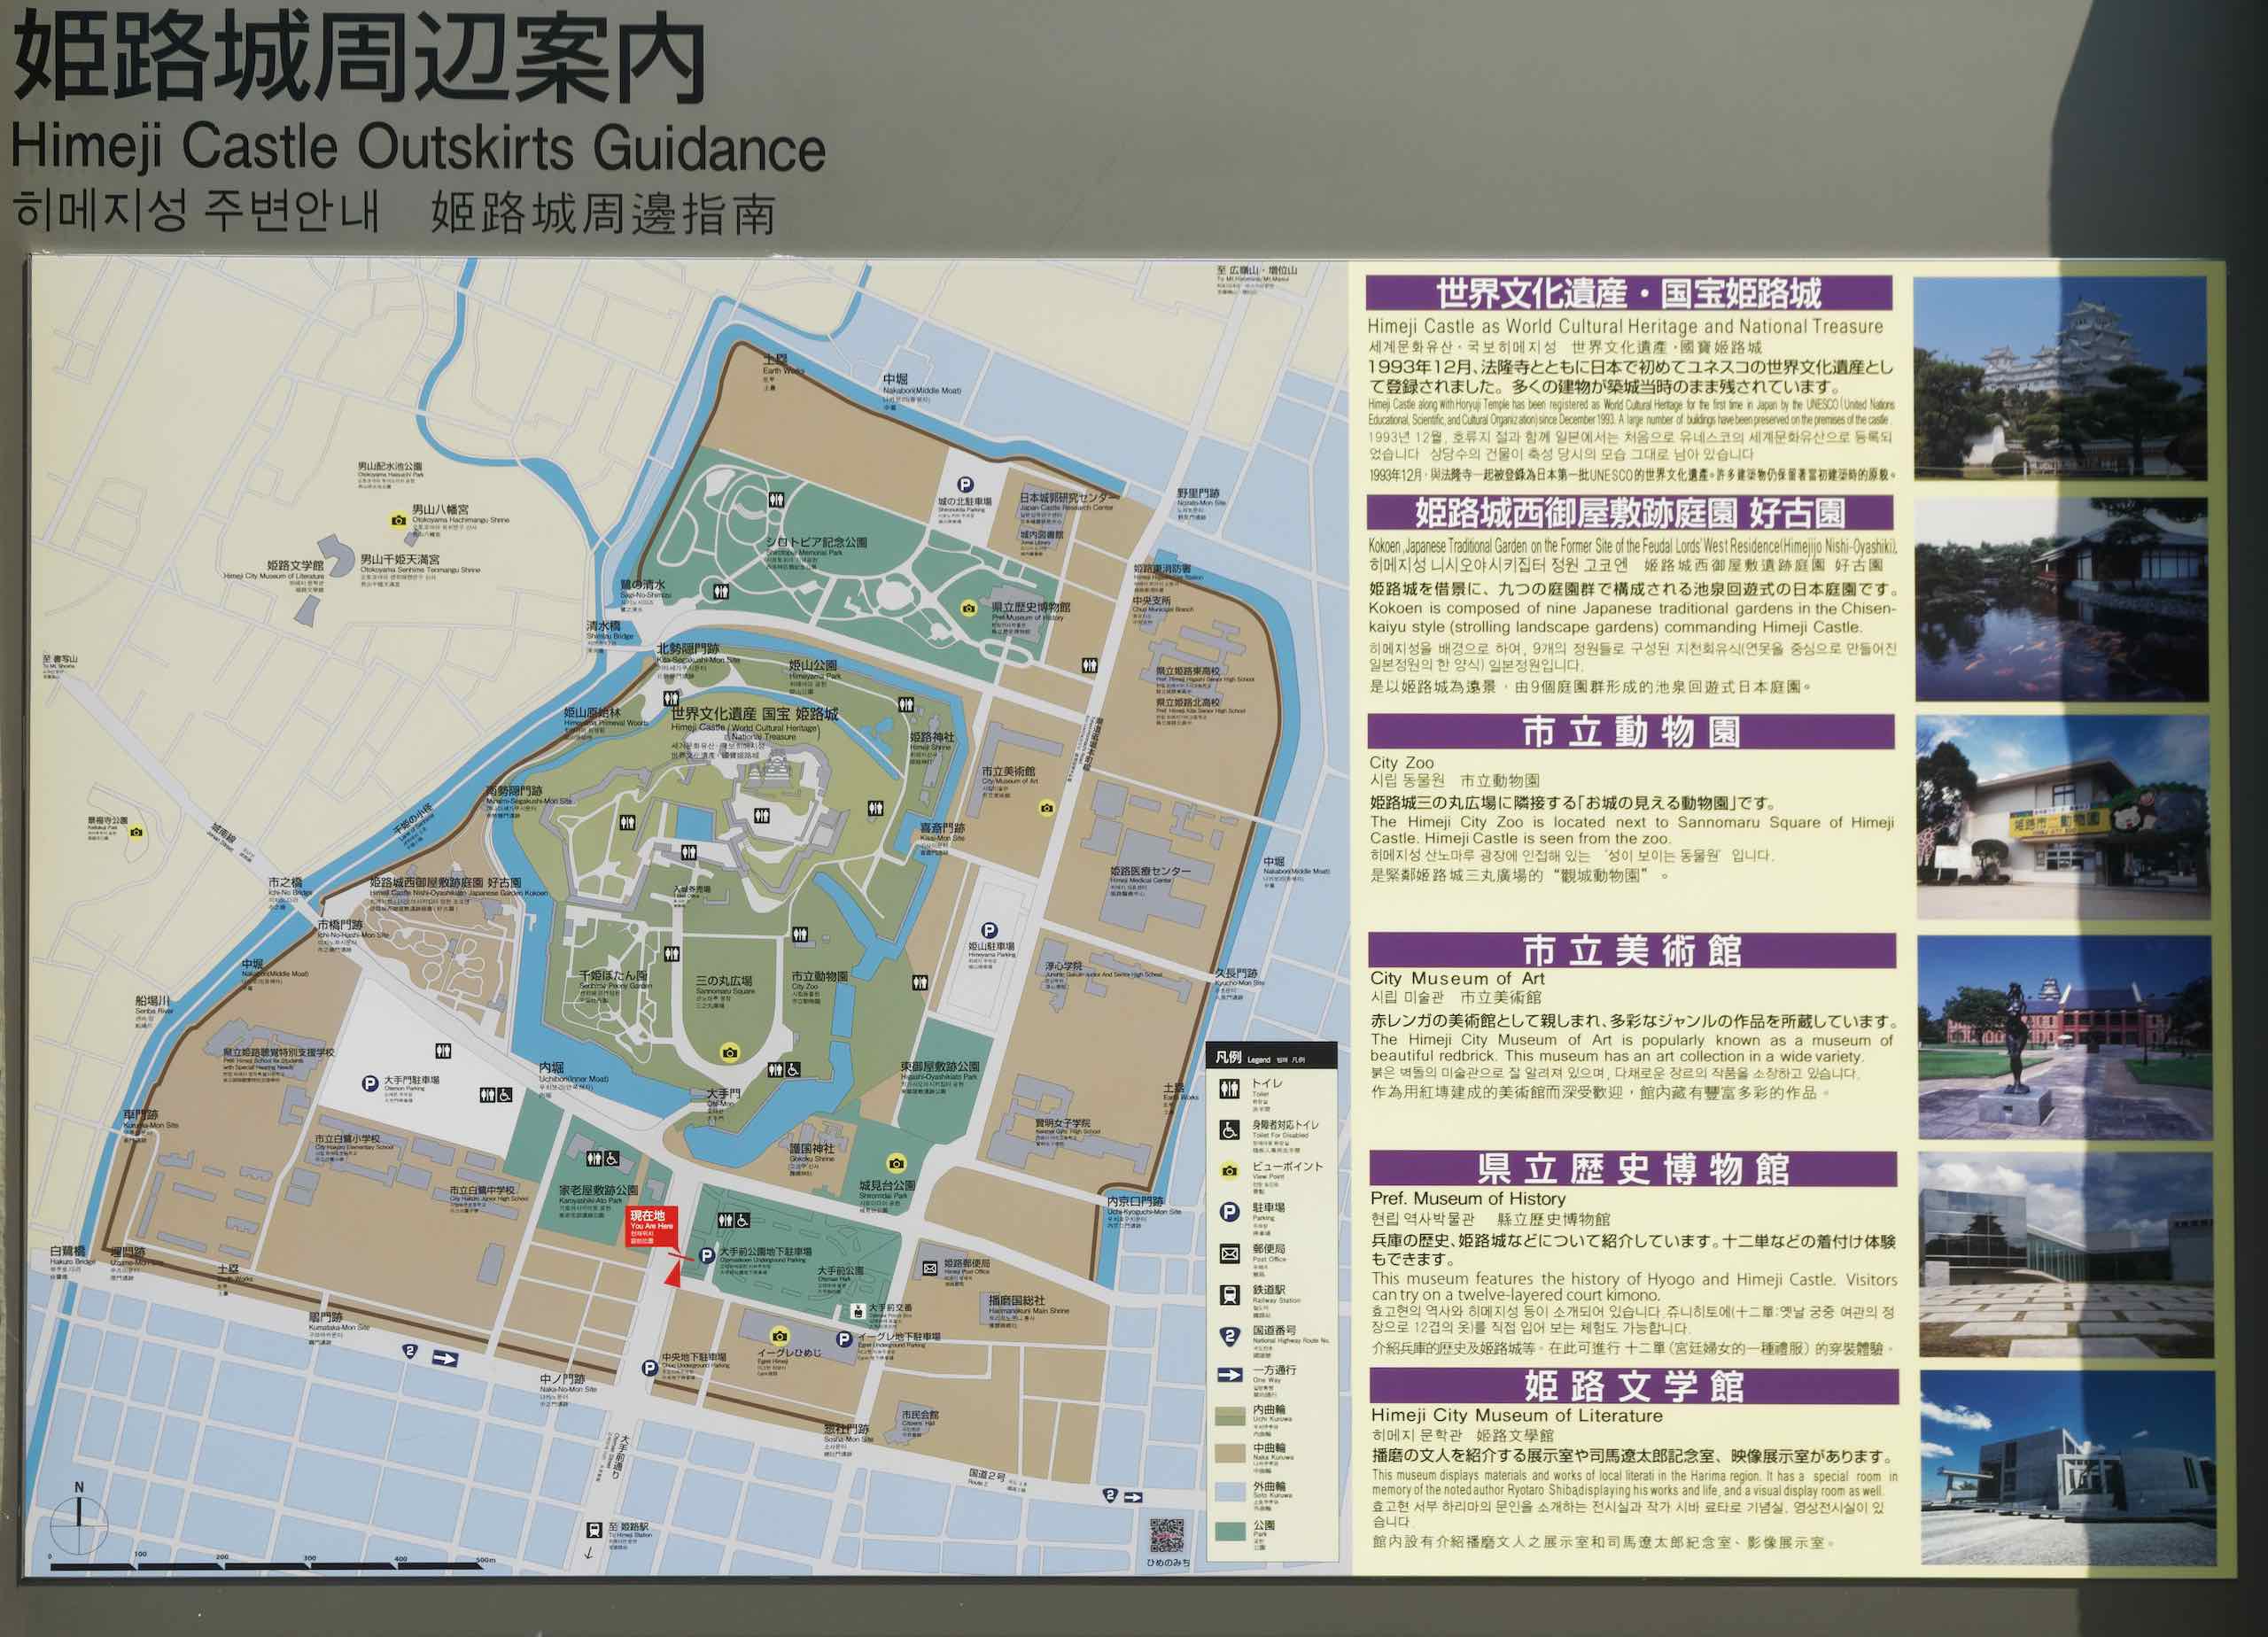 姫路城周辺案内
Himeji Castle Outskirts Guidance
히메지성 주변안내 姫路城周邊指南
至 広嶺山・増位山
土塁
Earth Works
中堀
Nakabori(Middle Moat)
男山配水池公園
男山八幡宮
Otokoyama Hachimangu Shrine
男山千姫天満宮
Otokoyama Senhime Tenmangu Shrine
姫路文学館
Himeji City Museum of Literature
城の北駐車場
Shironokita Parking
日本城郭研究センター
Japan Castle Research Center
城内図書館
野里門跡
Nozato-Mon Site
シロトピア記念公園
Shirotopia Memorial Park
鷺の清水
Sagi-No-Shimizu
清水橋
Shimizu Bridge
県立歴史博物館
Pref. Museum of History
姫路東消防署
中央支所
県立姫路東高校
県立姫路北高校
至 書写山
北勢隠門跡
Kita-Segakushi-Mon Site
姫山公園
Himeyama Park
姫山原始林
Himeyama Primeval Woods
世界文化遺産 国宝 姫路城
Himeji Castle (World Cultural Heritage)
National Treasure
姫路神社
Himeji Shrine
市立美術館
City Museum of Art
南勢隠門跡
Minami-Segakushi-Mon Site
喜斎門跡
Kisai-Mon Site
景福寺公園
千姫の小径
城南線
姫路医療センター
Himeji Medical Center
中堀
Nakabori(Middle Moat)
市之橋
Ichi-No Bridge
姫路城西御屋敷跡庭園 好古園
入城券売場
市橋門跡
Ichi-No-Hashi-Mon Site
中堀
Nakabori(Middle Moat)
姫山駐車場
Himeyama Parking
淳心学院
Junshin Gakuin Junior And Senior High School
久長門跡
Kyucho-Mon Site
千姫ぼたん園
Senhime Peony Garden
三の丸広場
Sannomaru Square
市立動物園
City Zoo
船場川
Senba River
県立姫路聴覚特別支援学校
大手門駐車場
Otemon Parking
内堀
Uchibori(Inner Moat)
大手門
Ote-Mon
東御屋敷跡公園
Higashi-Oyashikiato Park
土塁
Earth Works
車門跡
Kuruma-Mon Site
市立白鷺小学校
City Hakuro Elementary School
市立白鷺中学校
City Hakuro Junior High School
家老屋敷跡公園
Karoyashiki-Ato Park
護国神社
Gokoku Shrine
賢明女子学院
城見台公園
Shiromidai Park
内京口門跡
Uchi-Kyoguchi-Mon Site
現在地
You Are Here
大手前公園地下駐車場
Otemae Park Underground Parking
大手前公園
Otemae Park
姫路郵便局
Himeji Post Office
白鷺橋
Hakuro Bridge
埋門跡
Uzumi-Mon Site
土塁
Earth Works
大手前交番
播磨国総社
イーグレ地下駐車場
Egret Underground Parking
イーグレひめじ
Egret Himeji
鵰門跡
Kumataka-Mon Site
2
中央地下駐車場
Chuo Underground Parking
中ノ門跡
Naka-No-Mon Site
惣社門跡
Sosha-Mon Site
市民会館
大手前通り
国道2号
Route 2
2
至 姫路駅
To Himeji Station
ひめのみち
N
0 100 200 300 400 500m
凡例 Legend 범례 凡例
トイレ
Toilet
身障者対応トイレ
Toilet For Disabled
ビューポイント
View Point
駐車場
Parking
郵便局
Post Office
鉄道駅
Railway Station
国道番号
National Highway Route No.
一方通行
One Way
内曲輪
Uchi Kuruwa
中曲輪
Naka Kuruwa
外曲輪
Soto Kuruwa
公園
Park
世界文化遺産・国宝姫路城
Himeji Castle as World Cultural Heritage and National Treasure
세계문화유산・국보히메지성 世界文化遺產・國寶姫路城
1993年12月、法隆寺とともに日本で初めてユネスコの世界文化遺産とし
て登録されました。多くの建物が築城当時のまま残されています。
Himeji Castle along with Horyuji Temple has been registered as World Cultural Heritage for the first time in Japan by the UNESCO (United Nations
Educational, Scientific, and Cultural Organization) since December 1993. A large number of buildings have been preserved on the premises of the castle.
1993년 12월, 호류지 절과 함께 일본에서는 처음으로 유네스코의 세계문화유산으로 등록되
었습니다 상당수의 건물이 축성 당시의 모습 그대로 남아 있습니다
1993年12月，與法隆寺一起被登錄為日本第一批UNESCO的世界文化遺產。許多建築物仍保留著當初建築時的原貌。
姫路城西御屋敷跡庭園 好古園
Kokoen ,Japanese Traditional Garden on the Former Site of the Feudal Lords' West Residence(Himejijo Nishi-Oyashiki).
히메지성 니시오야시키집터 정원 고코엔 姫路城西御屋敷遺跡庭園 好古園
姫路城を借景に、九つの庭園群で構成される池泉回遊式の日本庭園です。
Kokoen is composed of nine Japanese traditional gardens in the Chisen-
kaiyu style (strolling landscape gardens) commanding Himeji Castle.
히메지성을 배경으로 하여, 9개의 정원들로 구성된 지천회유식(연못을 중심으로 만들어진
일본정원의 한 양식) 일본정원입니다.
是以姫路城為遠景，由9個庭園群形成的池泉回遊式日本庭園。
市立動物園
City Zoo
시립 동물원 市立動物園
姫路城三の丸広場に隣接する「お城の見える動物園」です。
The Himeji City Zoo is located next to Sannomaru Square of Himeji
Castle. Himeji Castle is seen from the zoo.
히메지성 산노마루 광장에 인접해 있는 '성이 보이는 동물원' 입니다.
是緊鄰姫路城三丸廣場的 “觀城動物園” 。
市立美術館
City Museum of Art
시립 미술관 市立美術館
赤レンガの美術館として親しまれ、多彩なジャンルの作品を所蔵しています。
The Himeji City Museum of Art is popularly known as a museum of
beautiful redbrick. This museum has an art collection in a wide variety.
붉은 벽돌의 미술관으로 잘 알려져 있으며, 다채로운 장르의 작품을 소장하고 있습니다.
作為用紅塼建成的美術館而深受歡迎，館內藏有豐富多彩的作品。
県立歴史博物館
Pref. Museum of History
현립 역사박물관 縣立歷史博物館
兵庫の歴史、姫路城などについて紹介しています。十二単などの着付け体験
もできます。
This museum features the history of Hyogo and Himeji Castle. Visitors
can try on a twelve-layered court kimono.
효고현의 역사와 히메지성 등이 소개되어 있습니다.쥬니히토에(十二單:옛날 궁중 여관의 정
장으로 12겹의 옷)를 직접 입어 보는 체험도 가능합니다.
介紹兵庫的歷史及姫路城等。在此可進行 十二單 (宮廷婦女的一種禮服) 的穿裝體驗。
姫路文学館
Himeji City Museum of Literature
히메지 문학관 姫路文學館
播磨の文人を紹介する展示室や司馬遼太郎記念室、映像展示室があります。
This museum displays materials and works of local literati in the Harima region. It has a special room in
memory of the noted author Ryotaro Shiba,displaying his works and life, and a visual display room as well.
효고현 서부 하리마의 문인을 소개하는 전시실과 작가 시바 료타로 기념실, 영상전시실이 있
습니다
館內設有介紹播磨文人之展示室和司馬遼太郎紀念室、影像展示室。